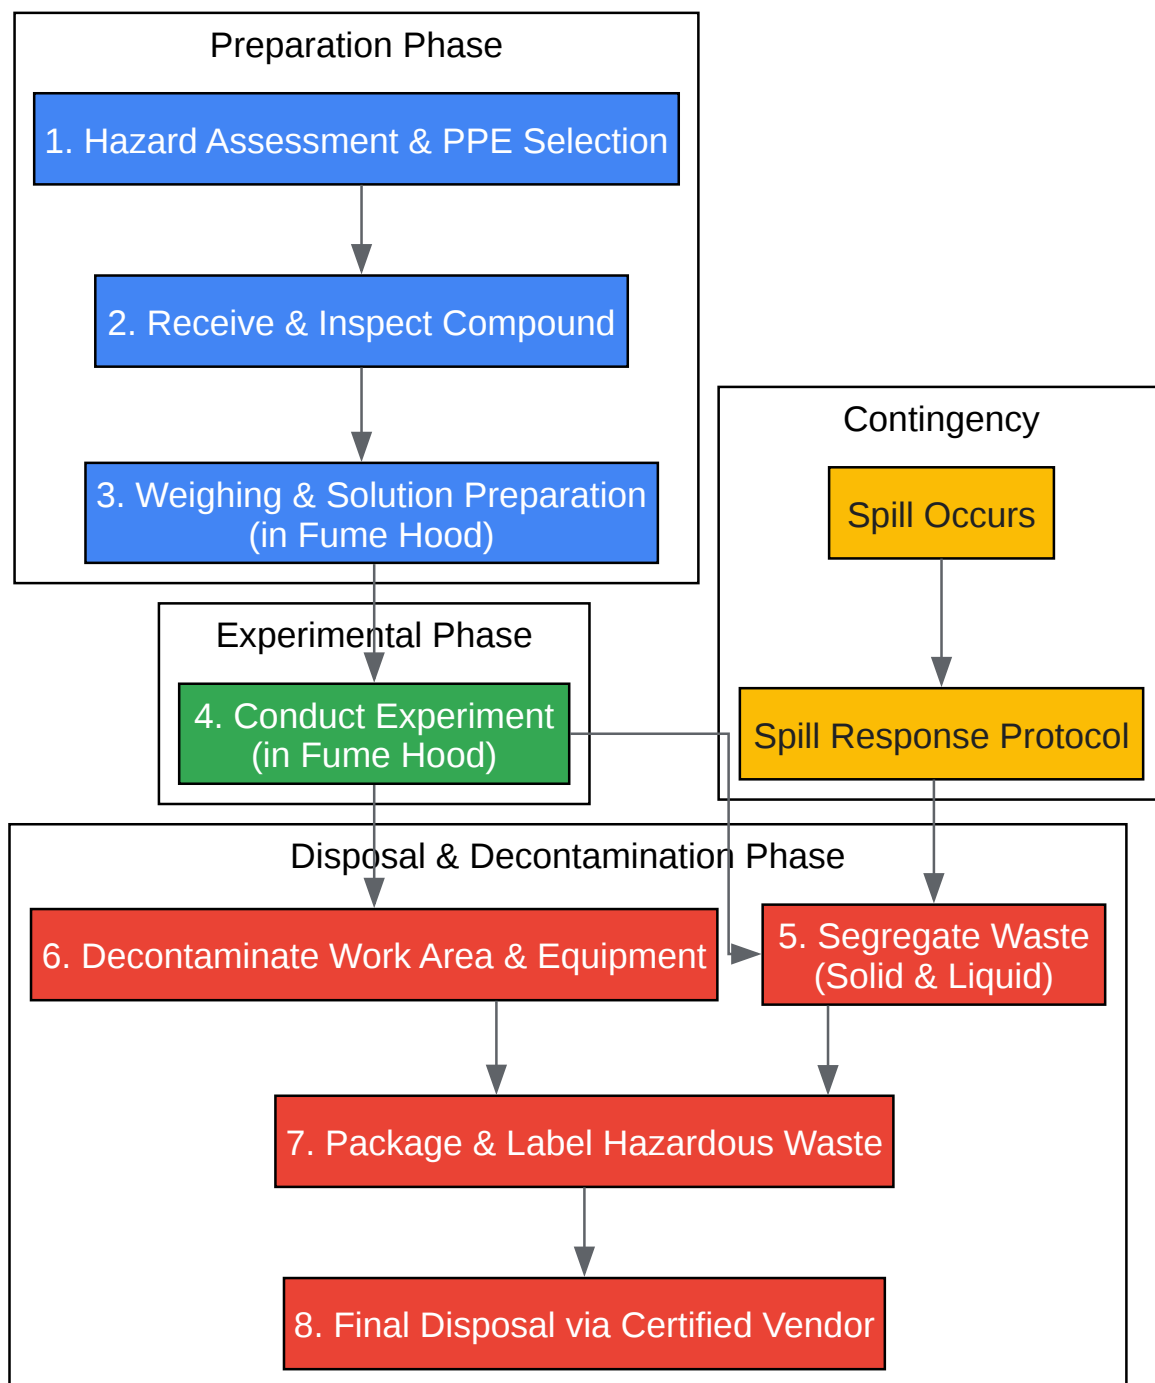 Preparation Phase
1. Hazard Assessment & PPE Selection
2. Receive & Inspect Compound
3. Weighing & Solution Preparation
(in Fume Hood)
Contingency
Spill Occurs
Spill Response Protocol
Experimental Phase
4. Conduct Experiment
(in Fume Hood)
Disposal & Decontamination Phase
6. Decontaminate Work Area & Equipment
5. Segregate Waste
(Solid & Liquid)
7. Package & Label Hazardous Waste
8. Final Disposal via Certified Vendor